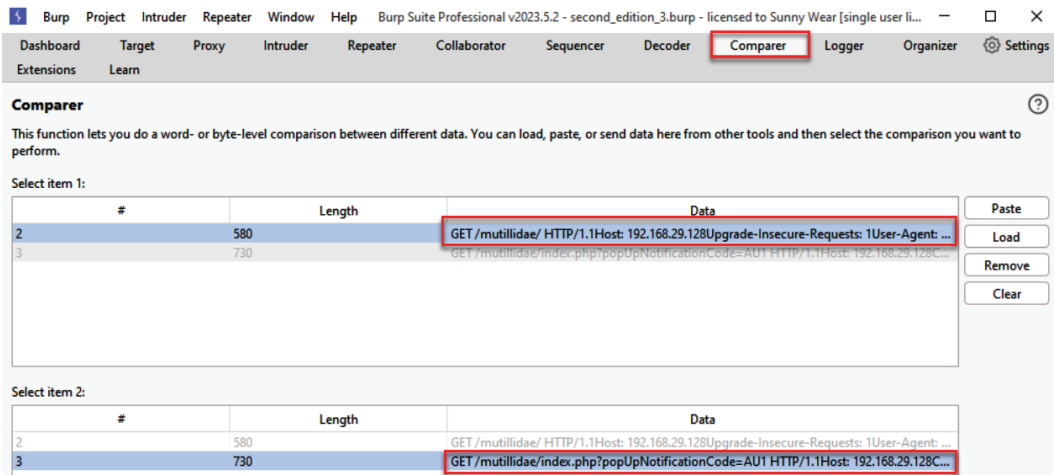 Burp Project Intruder Repeater Window Help Burp Suite Professional v2023.5.2 - second_edition_3.burp - licensed to Sunny Wear [single user li...
Dashboard Target Proxy Intruder Repeater Collaborator Sequencer Decoder Comparer Logger Organizer Settings
Extensions Learn
Comparer
?
This function lets you do a word- or byte-level comparison between different data. You can load, paste, or send data here from other tools and then select the comparison you want to
perform.
Select item 1:
# Length Data
2 580 GET /mutillidae/ HTTP/1.1Host: 192.168.29.128Upgrade-Insecure-Requests: 1User-Agent: ...
3 730 GET /mutillidae/index.php?popUpNotificationCode=AU1 HTTP/1.1Host: 192.168.29.128C...
Paste
Load
Remove
Clear
Select item 2:
# Length Data
2 580 GET /mutillidae/ HTTP/1.1Host: 192.168.29.128Upgrade-Insecure-Requests: 1User-Agent: ...
3 730 GET /mutillidae/index.php?popUpNotificationCode=AU1 HTTP/1.1Host: 192.168.29.128C...